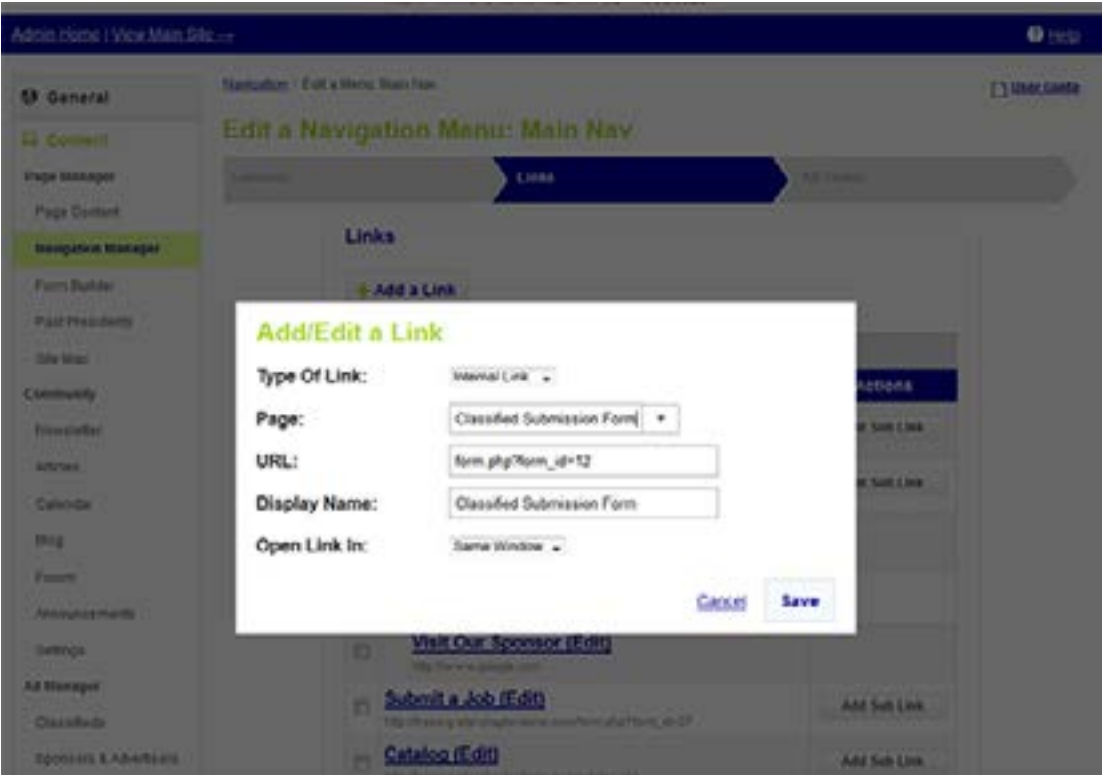 Admin Home | View Main Site →
Help
Navigation / Edit a Menu: Main Nav
User Guide
General
Edit a Navigation Menu: Main Nav
Content
Page Manager
Links
Page Content
Links
Navigation Manager
Form Builder
Add a Link
Past Presidents
Site Map
Community
Newsletter
Articles
Calendar
Blog
Forum
Announcements
Settings
Ad Manager
Classifieds
Sponsors & Advertisers
Add/Edit a Link
Type Of Link: Internal Link
Page: Classified Submission Form
URL: form.php?form_id=12
Display Name: Classified Submission Form
Open Link In: Same Window
Cancel Save
Actions
Sub Link
Sub Link
Visit Our Sponsor (Edit)
http://www.google.com
Submit a Job (Edit)
Add Sub Link
Catalog (Edit)
Add Sub Link